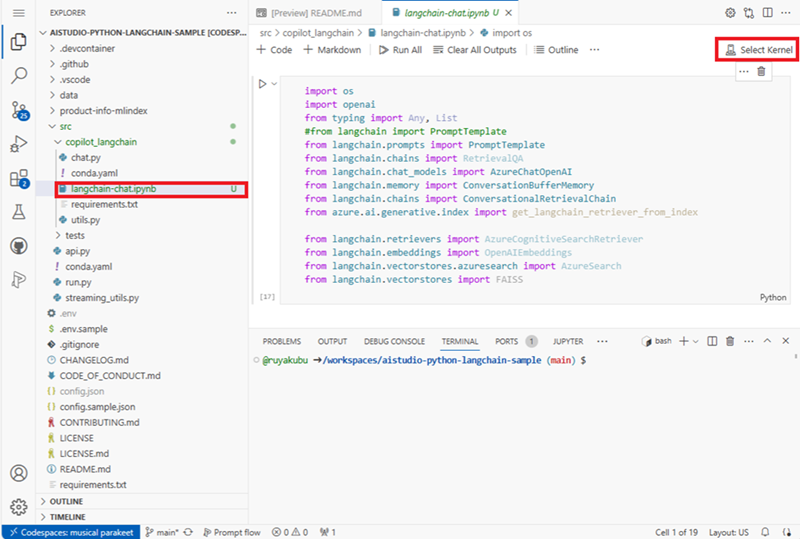 EXPLORER
···
AISTUDIO-PYTHON-LANGCHAIN-SAMPLE [CODESP...
.devcontainer
.github
.vscode
data
product-info-mlindex
src
copilot_langchain
chat.py
! conda.yaml
langchain-chat.ipynb U
requirements.txt
utils.py
tests
api.py
! conda.yaml
run.py
streaming_utils.py
.env
$ .env.sample
.gitignore
CHANGELOG.md
CODE_OF_CONDUCT.md
{} config.json
{} config.sample.json
CONTRIBUTING.md
LICENSE
LICENSE.md
README.md
requirements.txt
OUTLINE
TIMELINE
25
2
[Preview] README.md
langchain-chat.ipynb U
src > copilot_langchain > langchain-chat.ipynb > import os
+ Code + Markdown Run All Clear All Outputs Outline ···
Select Kernel
···
import os
import openai
from typing import Any, List
#from langchain import PromptTemplate
from langchain.prompts import PromptTemplate
from langchain.chains import RetrievalQA
from langchain.chat_models import AzureChatOpenAI
from langchain.memory import ConversationBufferMemory
from langchain.chains import ConversationalRetrievalChain
from azure.ai.generative.index import get_langchain_retriever_from_index
from langchain.retrievers import AzureCognitiveSearchRetriever
from langchain.embeddings import OpenAIEmbeddings
from langchain.vectorstores.azuresearch import AzureSearch
from langchain.vectorstores import FAISS
[17]
Python
PROBLEMS OUTPUT DEBUG CONSOLE TERMINAL PORTS 1 JUPYTER ···
bash
@ruyakubu ➜/workspaces/aistudio-python-langchain-sample (main) $
Codespaces: musical parakeet
main*
Prompt flow
0 0
1
Cell 1 of 19
Layout: US